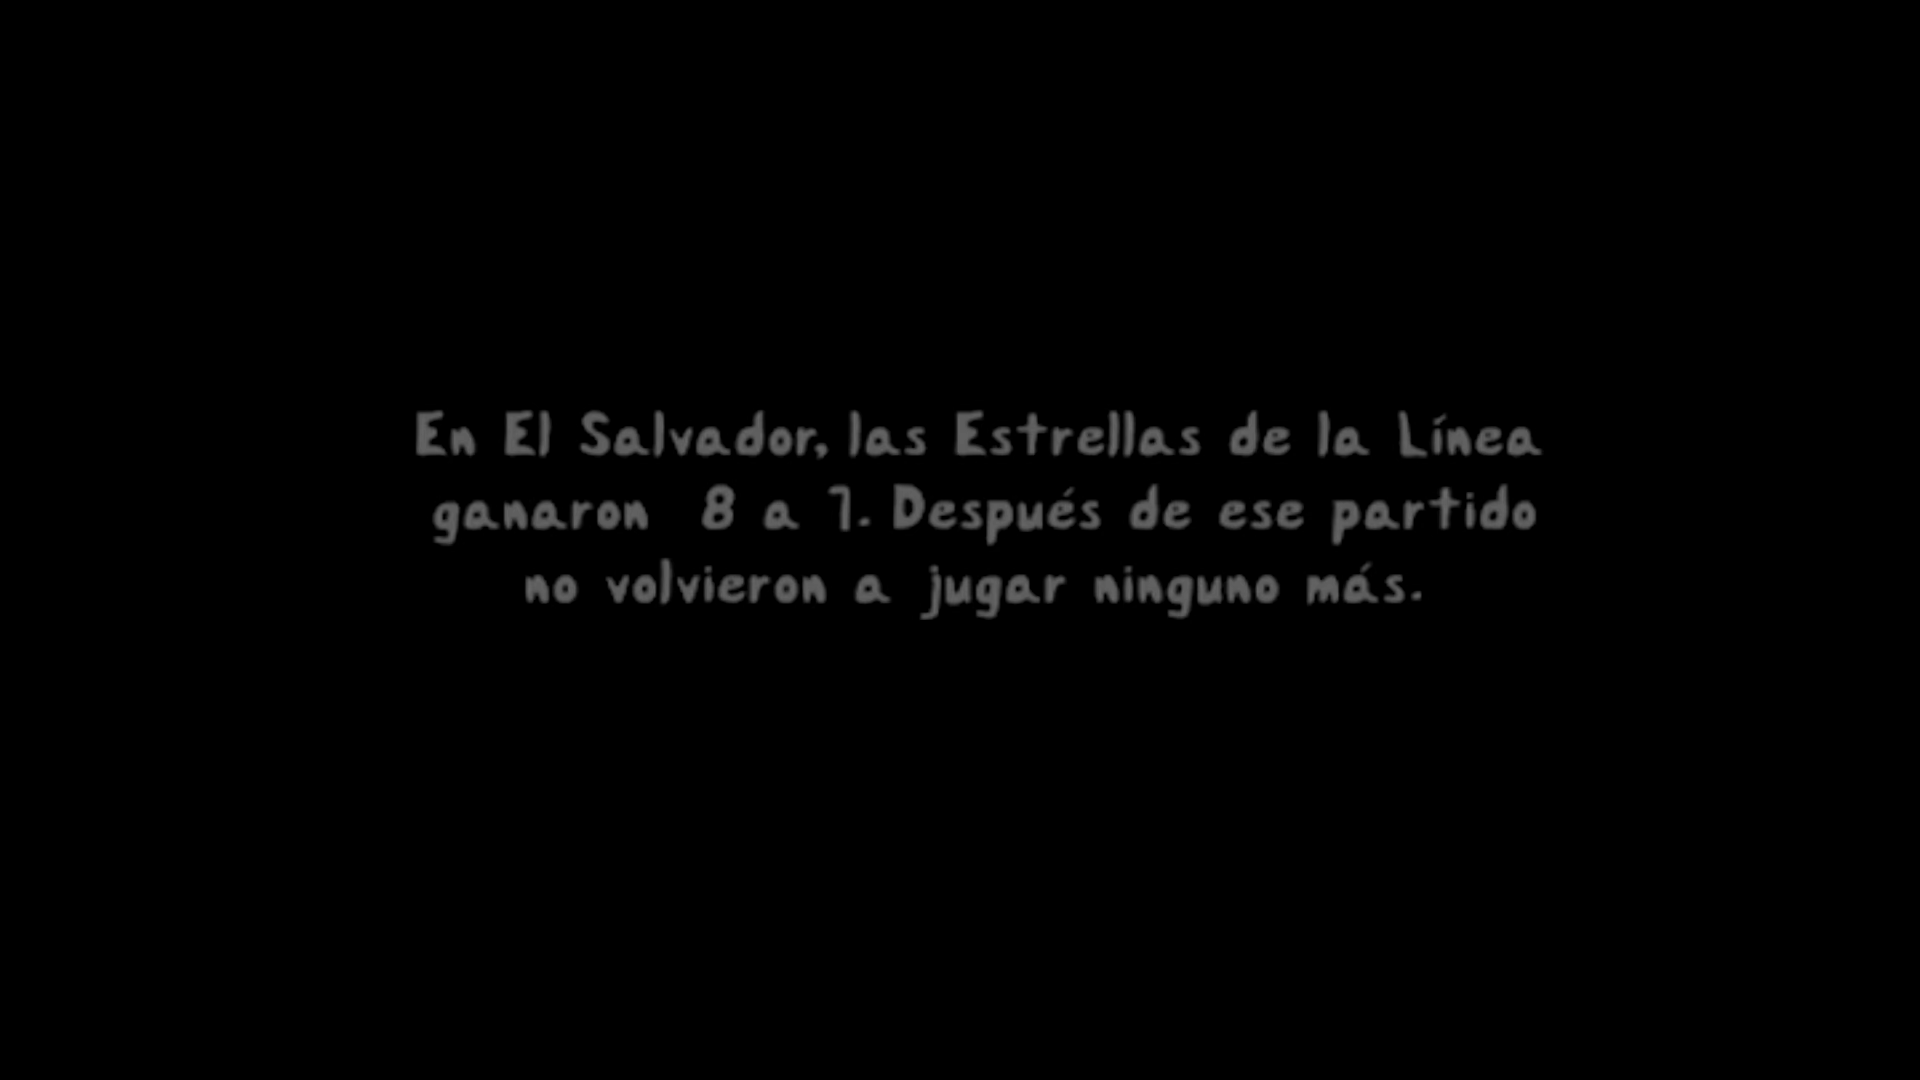 En El Salvador, las Estrellas de la Línea
ganaron 8 a 1. Después de ese partido
no volvieron a jugar ninguno más.